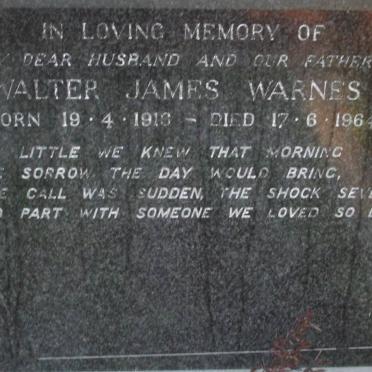 IN LOVING MEMORY OF
DEAR HUSBAND AND OUR FATHER
WALTER JAMES WARNES
ORN 19·4·1918 - DIED 17·6·1964
LITTLE WE KNEW THAT MORNING
SORROW THE DAY WOULD BRING,
CALL WAS SUDDEN, THE SHOCK SEVE
PART WITH SOMEONE WE LOVED SO